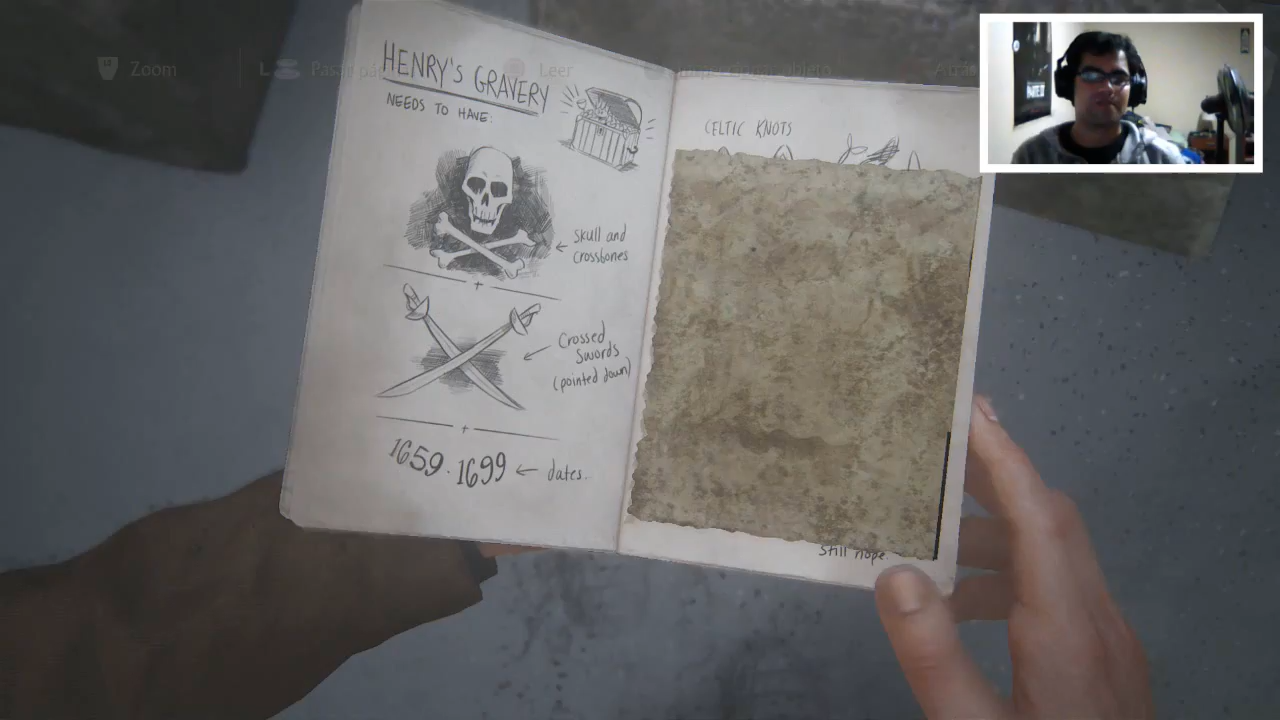 Zoom
L
Leer
HENRY'S GRAVERY
NEEDS TO HAVE:
Skull and
Crossbones
Crossed
Swords
(pointed down)
1659 · 1699 ← dates..
CELTIC KNOTS
Still nope.